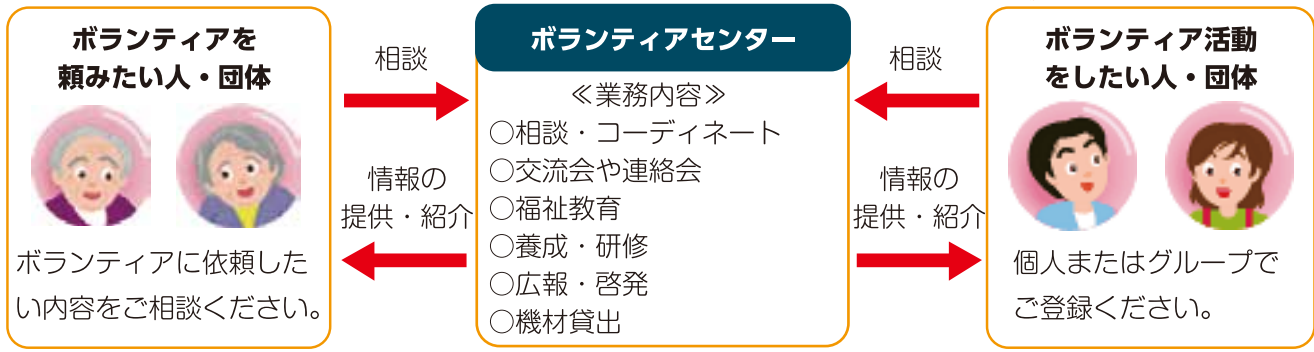 ボランティアを
頼みたい人・団体
ボランティアに依頼した
い内容をご相談ください。
相談
情報の
提供・紹介
ボランティアセンター
≪業務内容≫
○相談・コーディネート
○交流会や連絡会
○福祉教育
○養成・研修
○広報・啓発
○機材貸出
相談
情報の
提供・紹介
ボランティア活動
をしたい人・団体
個人またはグループで
ご登録ください。